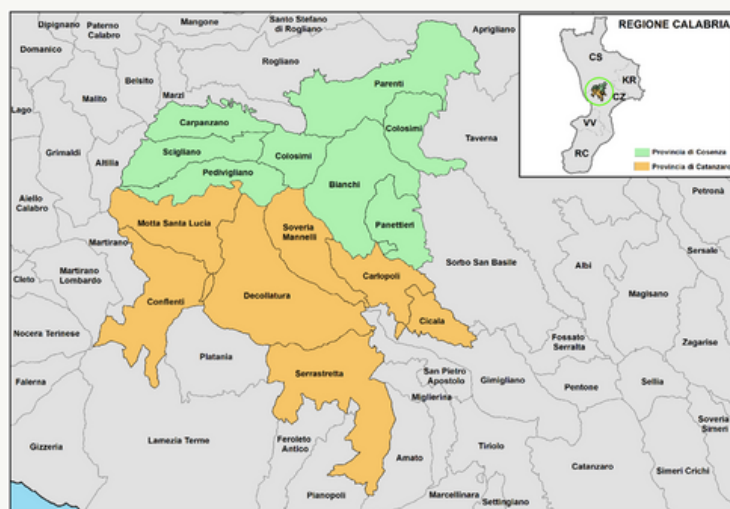 Dipignano
Paterno
Calabro
Mangone
Santo Stefano
di Rogliano
Aprigliano
Domanico
Belsito
Marzi
Rogliano
Parenti
Lago
Malito
Carpanzano
Colosimi
Taverna
Grimaldi
Altilia
Scigliano
Colosimi
Pedivigliano
Bianchi
Aiello
Calabro
Motta Santa Lucia
Soveria
Mannelli
Panettieri
Martirano
Cleto
Martirano
Lombardo
Conflenti
Decollatura
Carlopoli
Sorbo San Basile
Cicala
Nocera Terinese
Platania
Serrastretta
San Pietro
Apostolo
Gimigliano
Miglierina
Falerna
Gizzeria
Lamezia Terme
Feroleto
Antico
Amato
Tiriolo
Pianopoli
Marcellinara
Settingiano
Catanzaro
Petronà
Sersale
Albi
Magisano
Zagarise
Fossato
Serralta
Pentone
Sellia
Soveria
Simeri
Simeri Crichi
REGIONE CALABRIA
CS
KR
CZ
VV
RC
Provincia di Cosenza
Provincia di Catanzaro